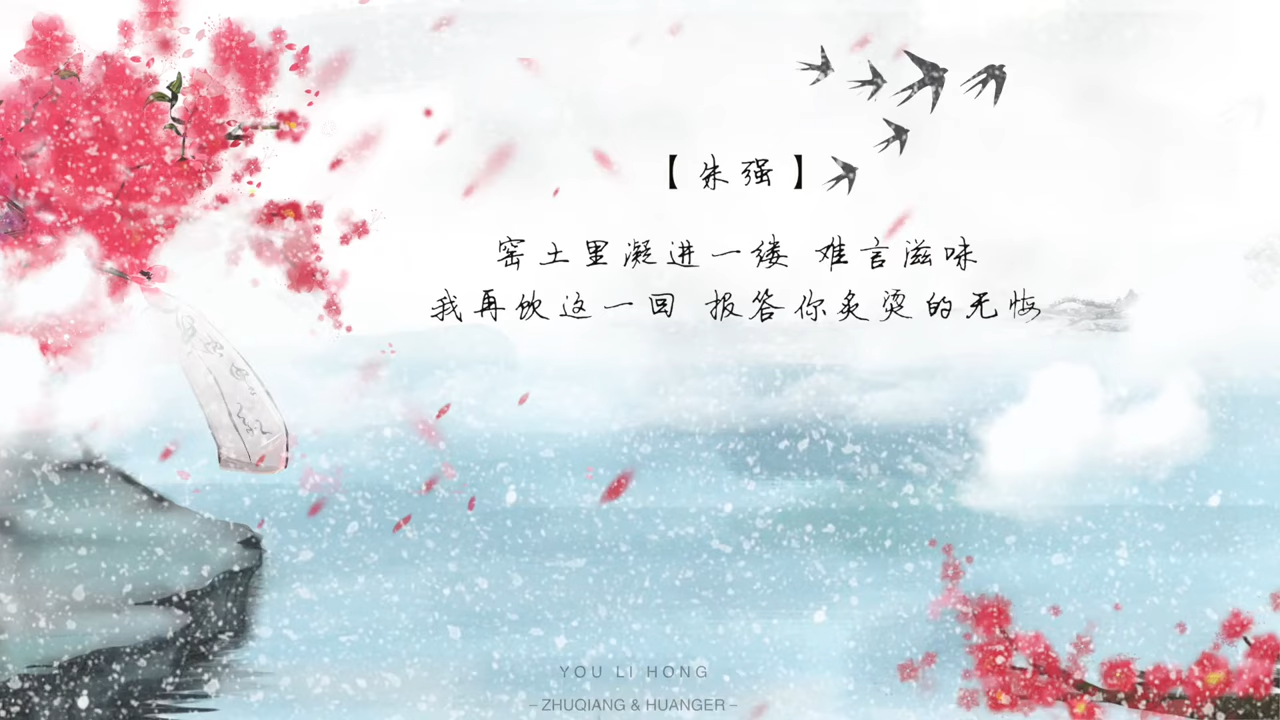 【朱强】
窑土里凝进一缕 难言滋味
我再饮这一回 报答你炙烫的无悔
YOU LI HONG
– ZHUQIANG & HUANGER –